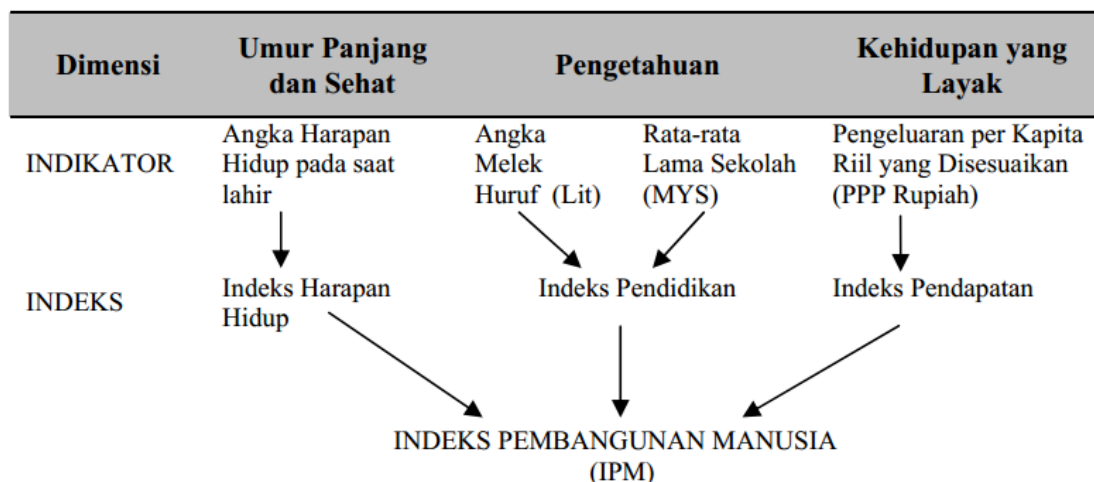 Dimensi
Umur Panjang
dan Sehat
Pengetahuan
Kehidupan yang
Layak
INDIKATOR
Angka Harapan
Hidup pada saat
lahir
Angka
Melek
Huruf (Lit)
Rata-rata
Lama Sekolah
(MYS)
Pengeluaran per Kapita
Riil yang Disesuaikan
(PPP Rupiah)
INDEKS
Indeks Harapan
Hidup
Indeks Pendidikan
Indeks Pendapatan
INDEKS PEMBANGUNAN MANUSIA
(IPM)